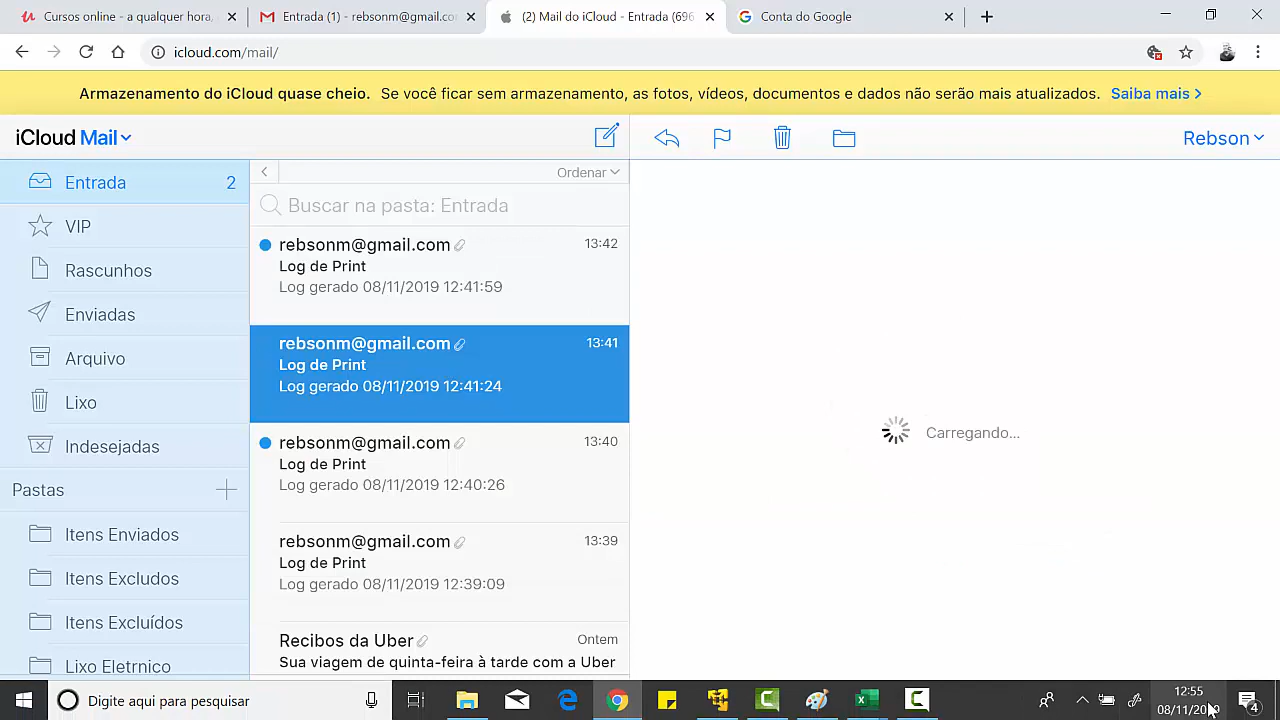 Cursos online - a qualquer hora,
Entrada (1) - rebsonm@gmail.co
(2) Mail do iCloud - Entrada (696
Conta do Google
icloud.com/mail/
Armazenamento do iCloud quase cheio. Se você ficar sem armazenamento, as fotos, vídeos, documentos e dados não serão mais atualizados. Saiba mais >
iCloud Mail
Rebson
Entrada 2
VIP
Rascunhos
Enviadas
Arquivo
Lixo
Indesejadas
Pastas
Itens Enviados
Itens Excludos
Itens Excluídos
Lixo Eletrnico
Ordenar
Buscar na pasta: Entrada
rebsonm@gmail.com 13:42
Log de Print
Log gerado 08/11/2019 12:41:59
rebsonm@gmail.com 13:41
Log de Print
Log gerado 08/11/2019 12:41:24
rebsonm@gmail.com 13:40
Log de Print
Log gerado 08/11/2019 12:40:26
rebsonm@gmail.com 13:39
Log de Print
Log gerado 08/11/2019 12:39:09
Recibos da Uber Ontem
Sua viagem de quinta-feira à tarde com a Uber
Carregando...
Digite aqui para pesquisar
12:55
08/11/2019
4